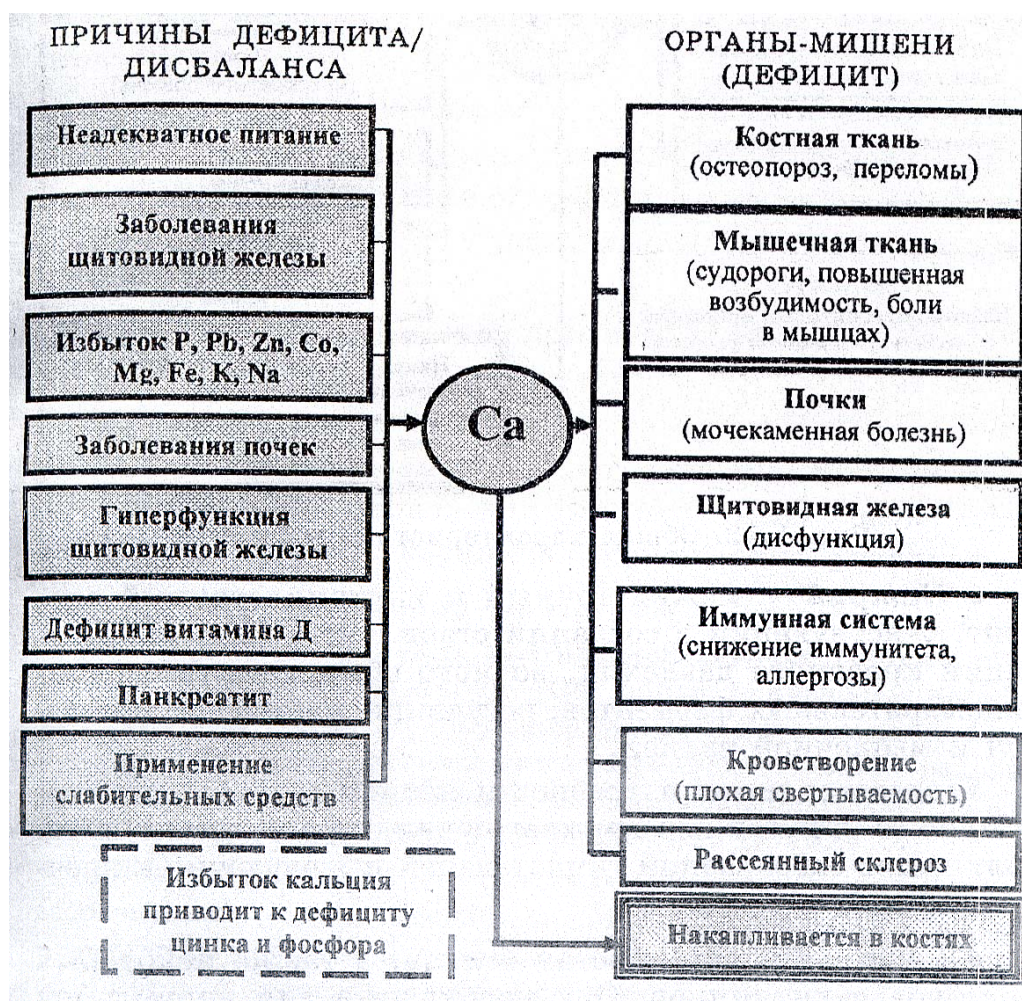 ПРИЧИНЫ ДЕФИЦИТА/
ДИСБАЛАНСА
Неадекватное питание
Заболевания
щитовидной железы
Избыток P, Pb, Zn, Co,
Mg, Fe, K, Na
Заболевания почек
Гиперфункция
щитовидной железы
Дефицит витамина Д
Панкреатит
Применение
слабительных средств
Избыток кальция
приводит к дефициту
цинка и фосфора
Ca
ОРГАНЫ-МИШЕНИ
(ДЕФИЦИТ)
Костная ткань
(остеопороз, переломы)
Мышечная ткань
(судороги, повышенная
возбудимость, боли
в мышцах)
Почки
(мочекаменная болезнь)
Щитовидная железа
(дисфункция)
Иммунная система
(снижение иммунитета,
аллергозы)
Кроветворение
(плохая свертываемость)
Рассеянный склероз
Накапливается в костях